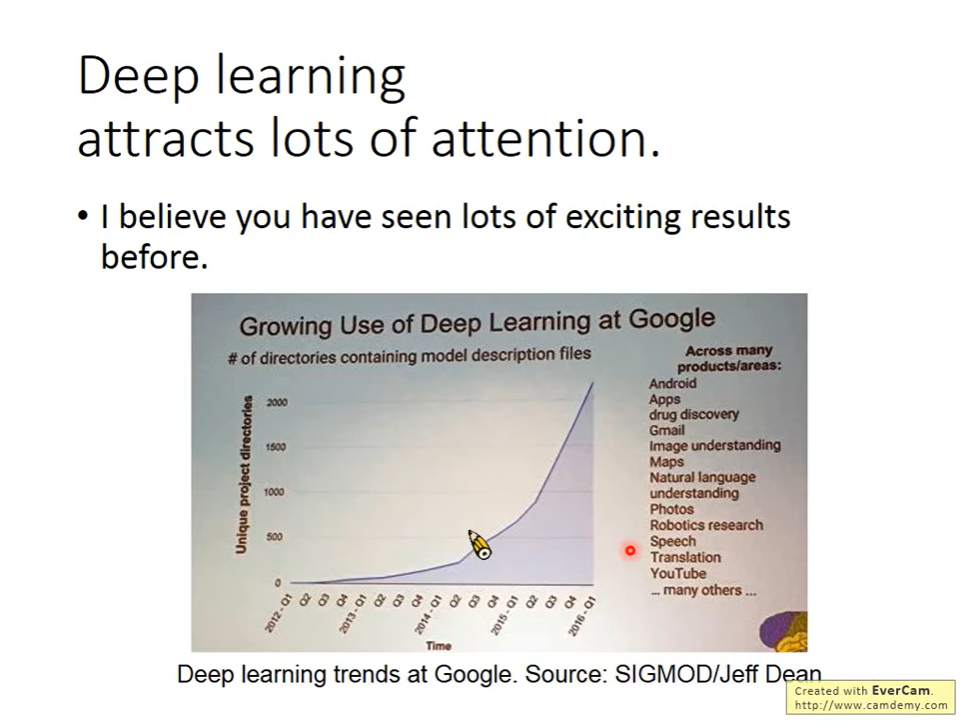 Deep learning
attracts lots of attention.
• I believe you have seen lots of exciting results
before.
Growing Use of Deep Learning at Google
# of directories containing model description files
Unique project directories
2000
1500
1000
500
0
2012 - Q1
Q2
Q3
Q4
2013 - Q1
Q2
Q3
Q4
2014 - Q1
Q2
Q3
Q4
2015 - Q1
Q2
Q3
Q4
2016 - Q1
Time
Across many
products/areas:
Android
Apps
drug discovery
Gmail
Image understanding
Maps
Natural language
understanding
Photos
Robotics research
Speech
Translation
YouTube
... many others ...
Deep learning trends at Google. Source: SIGMOD/Jeff Dean
Created with EverCam.
http://www.camdemy.com